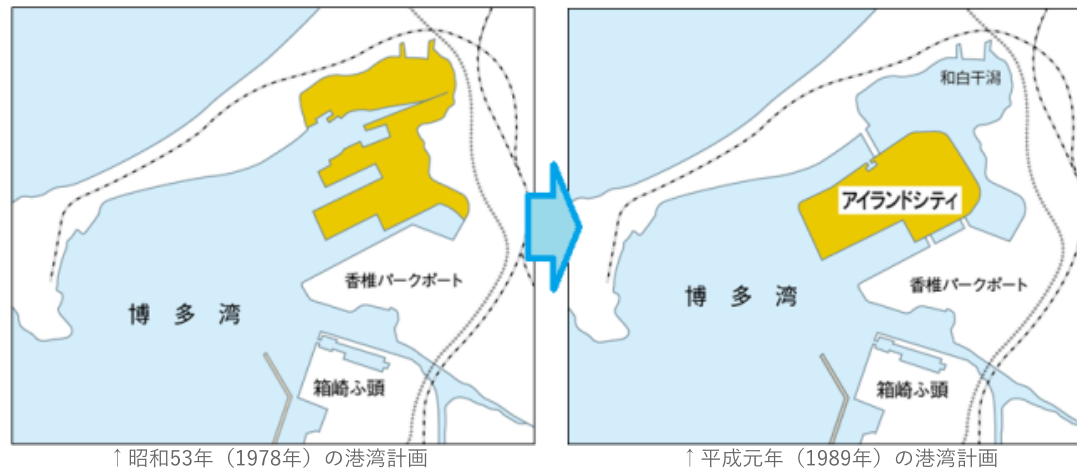 博多湾
香椎パークポート
箱崎ふ頭
↑昭和53年（1978年）の港湾計画
和白干潟
アイランドシティ
香椎パークポート
博多湾
箱崎ふ頭
↑平成元年（1989年）の港湾計画